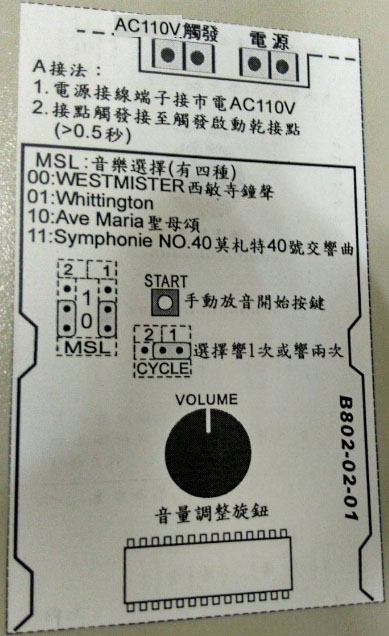 AC110V 觸發 電源
A接法：
1. 電源接線端子接市電AC110V
2. 接點觸發接至觸發啟動乾接點
(>0.5秒)
MSL:音樂選擇(有四種)
00:WESTMISTER西敏寺鐘聲
01:Whittington
10:Ave Maria聖母頌
11:Symphonie NO.40莫札特40號交響曲
2 1
1
0
MSL
START
手動放音開始按鍵
2 1
選擇響1次或響兩次
CYCLE
VOLUME
音量調整旋鈕
B802-02-01